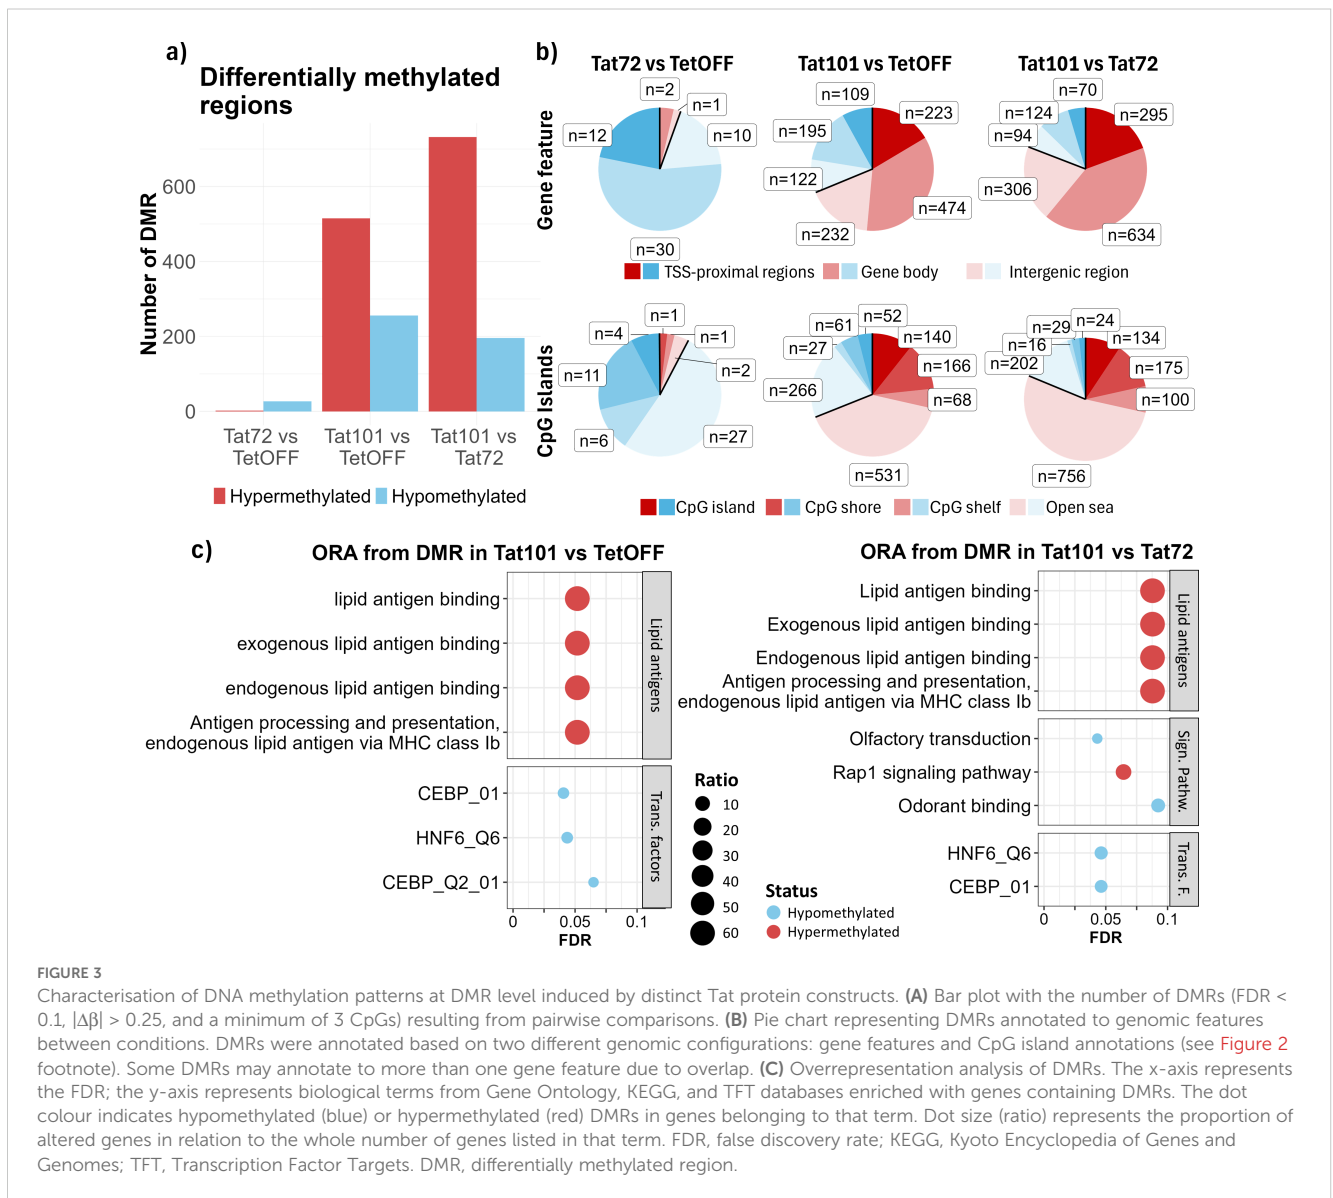 a)
Differentially methylated
regions
Number of DMR
600
400
200
0
Tat72 vs
TetOFF
Tat101 vs
TetOFF
Tat101 vs
Tat72
Hypermethylated
Hypomethylated
b)
Tat72 vs TetOFF
Tat101 vs TetOFF
Tat101 vs Tat72
Gene feature
n=2
n=1
n=10
n=12
n=30
n=109
n=223
n=195
n=122
n=232
n=474
n=70
n=124
n=94
n=295
n=306
n=634
TSS-proximal regions
Gene body
Intergenic region
CpG Islands
n=1
n=4
n=1
n=2
n=11
n=6
n=27
n=52
n=61
n=140
n=27
n=166
n=266
n=68
n=531
n=24
n=29
n=134
n=16
n=202
n=175
n=100
n=756
CpG island
CpG shore
CpG shelf
Open sea
c)
ORA from DMR in Tat101 vs TetOFF
lipid antigen binding
exogenous lipid antigen binding
endogenous lipid antigen binding
Antigen processing and presentation,
endogenous lipid antigen via MHC class Ib
Lipid antigens
CEBP_01
HNF6_Q6
CEBP_Q2_01
Trans. factors
0
0.05
0.1
FDR
Ratio
10
20
30
40
50
60
Status
Hypomethylated
Hypermethylated
ORA from DMR in Tat101 vs Tat72
Lipid antigen binding
Exogenous lipid antigen binding
Endogenous lipid antigen binding
Antigen processing and presentation,
endogenous lipid antigen via MHC class Ib
Lipid antigens
Olfactory transduction
Rap1 signaling pathway
Odorant binding
Sign. Pathw.
HNF6_Q6
CEBP_01
Trans. F.
0
0.05
0.1
FDR
FIGURE 3
Characterisation of DNA methylation patterns at DMR level induced by distinct Tat protein constructs. (A) Bar plot with the number of DMRs (FDR <
0.1, |Δβ| > 0.25, and a minimum of 3 CpGs) resulting from pairwise comparisons. (B) Pie chart representing DMRs annotated to genomic features
between conditions. DMRs were annotated based on two different genomic configurations: gene features and CpG island annotations (see Figure 2
footnote). Some DMRs may annotate to more than one gene feature due to overlap. (C) Overrepresentation analysis of DMRs. The x-axis represents
the FDR; the y-axis represents biological terms from Gene Ontology, KEGG, and TFT databases enriched with genes containing DMRs. The dot
colour indicates hypomethylated (blue) or hypermethylated (red) DMRs in genes belonging to that term. Dot size (ratio) represents the proportion of
altered genes in relation to the whole number of genes listed in that term. FDR, false discovery rate; KEGG, Kyoto Encyclopedia of Genes and
Genomes; TFT, Transcription Factor Targets. DMR, differentially methylated region.